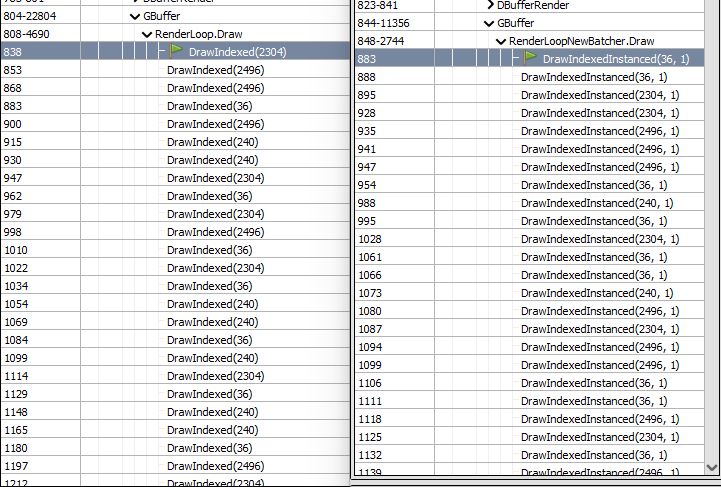 804-22804 GBuffer
808-4690 RenderLoop.Draw
838 DrawIndexed(2304)
853 DrawIndexed(2496)
868 DrawIndexed(2496)
883 DrawIndexed(36)
900 DrawIndexed(2496)
915 DrawIndexed(240)
930 DrawIndexed(240)
947 DrawIndexed(2304)
962 DrawIndexed(36)
979 DrawIndexed(2304)
998 DrawIndexed(2496)
1010 DrawIndexed(36)
1022 DrawIndexed(2304)
1034 DrawIndexed(36)
1054 DrawIndexed(240)
1069 DrawIndexed(240)
1084 DrawIndexed(36)
1099 DrawIndexed(240)
1114 DrawIndexed(2304)
1129 DrawIndexed(36)
1148 DrawIndexed(240)
1165 DrawIndexed(240)
1180 DrawIndexed(36)
1197 DrawIndexed(2496)
1212 DrawIndexed(2304)
823-841 DBufferRender
844-11356 GBuffer
848-2744 RenderLoopNewBatcher.Draw
883 DrawIndexedInstanced(36, 1)
888 DrawIndexedInstanced(36, 1)
895 DrawIndexedInstanced(2304, 1)
928 DrawIndexedInstanced(2304, 1)
935 DrawIndexedInstanced(2496, 1)
941 DrawIndexedInstanced(2496, 1)
947 DrawIndexedInstanced(2496, 1)
954 DrawIndexedInstanced(36, 1)
988 DrawIndexedInstanced(240, 1)
995 DrawIndexedInstanced(36, 1)
1028 DrawIndexedInstanced(2304, 1)
1061 DrawIndexedInstanced(36, 1)
1066 DrawIndexedInstanced(36, 1)
1073 DrawIndexedInstanced(240, 1)
1080 DrawIndexedInstanced(2496, 1)
1087 DrawIndexedInstanced(2304, 1)
1094 DrawIndexedInstanced(2496, 1)
1099 DrawIndexedInstanced(2496, 1)
1106 DrawIndexedInstanced(36, 1)
1111 DrawIndexedInstanced(36, 1)
1118 DrawIndexedInstanced(2496, 1)
1125 DrawIndexedInstanced(2304, 1)
1132 DrawIndexedInstanced(36, 1)
1139 DrawIndexedInstanced(2496, 1)